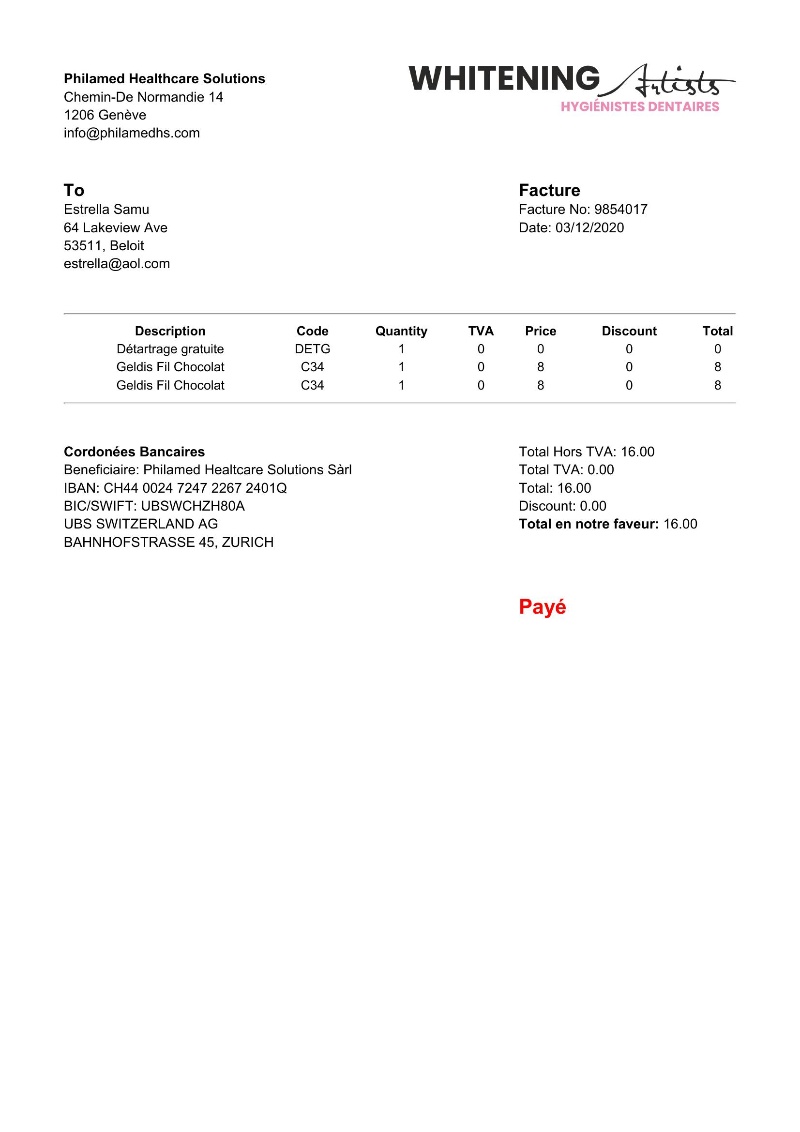 Philamed Healthcare Solutions
Chemin-De Normandie 14
1206 Genève
info@philamedhs.com
WHITENING Artists
HYGIÉNISTES DENTAIRES
To
Estrella Samu
64 Lakeview Ave
53511, Beloit
estrella@aol.com
Facture
Facture No: 9854017
Date: 03/12/2020
Description Code Quantity TVA Price Discount Total
Détartrage gratuite DETG 1 0 0 0 0
Geldis Fil Chocolat C34 1 0 8 0 8
Geldis Fil Chocolat C34 1 0 8 0 8
Cordonées Bancaires
Beneficiaire: Philamed Healtcare Solutions Sàrl
IBAN: CH44 0024 7247 2267 2401Q
BIC/SWIFT: UBSWCHZH80A
UBS SWITZERLAND AG
BAHNHOFSTRASSE 45, ZURICH
Total Hors TVA: 16.00
Total TVA: 0.00
Total: 16.00
Discount: 0.00
Total en notre faveur: 16.00
Payé